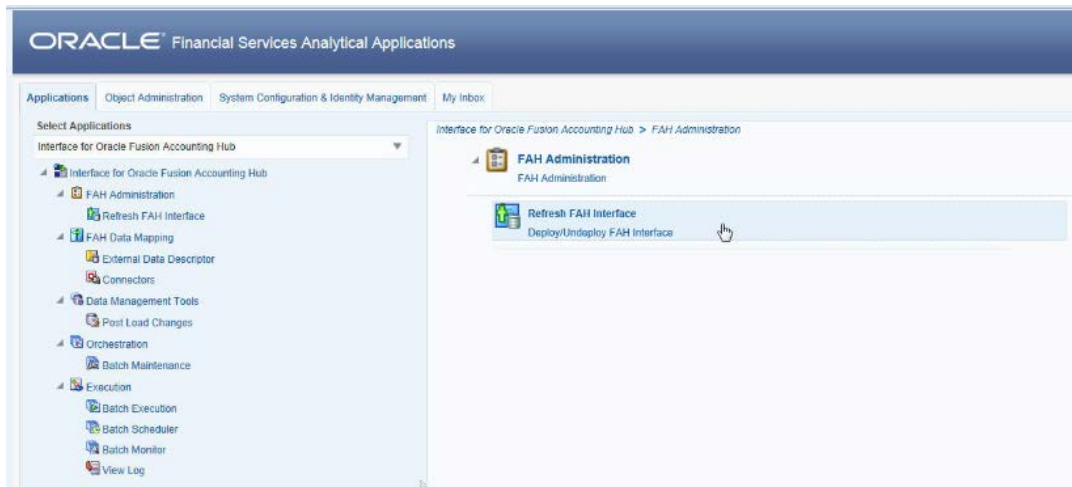 ORACLE® Financial Services Analytical Applications
Applications Object Administration System Configuration & Identity Management My Inbox
Select Applications
Interface for Oracle Fusion Accounting Hub
Interface for Oracle Fusion Accounting Hub
FAH Administration
Refresh FAH Interface
FAH Data Mapping
External Data Descriptor
Connectors
Data Management Tools
Post Load Changes
Orchestration
Batch Maintenance
Execution
Batch Execution
Batch Scheduler
Batch Monitor
View Log
Interface for Oracle Fusion Accounting Hub > FAH Administration
FAH Administration
FAH Administration
Refresh FAH Interface
Deploy/Undeploy FAH Interface